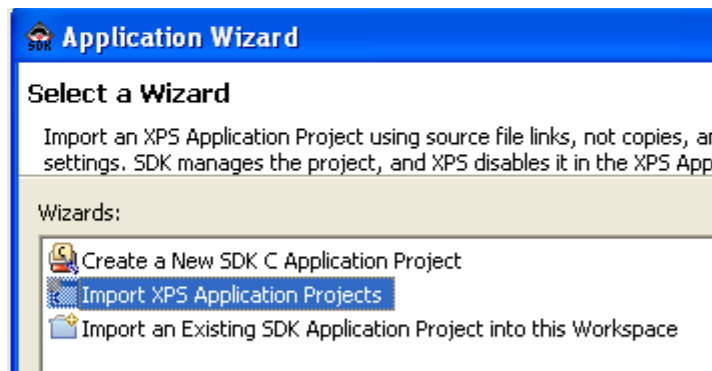 SDK Application Wizard
Select a Wizard
Import an XPS Application Project using source file links, not copies,
settings. SDK manages the project, and XPS disables it in the XPS
Wizards:
Create a New SDK C Application Project
Import XPS Application Projects
Import an Existing SDK Application Project into this Workspace